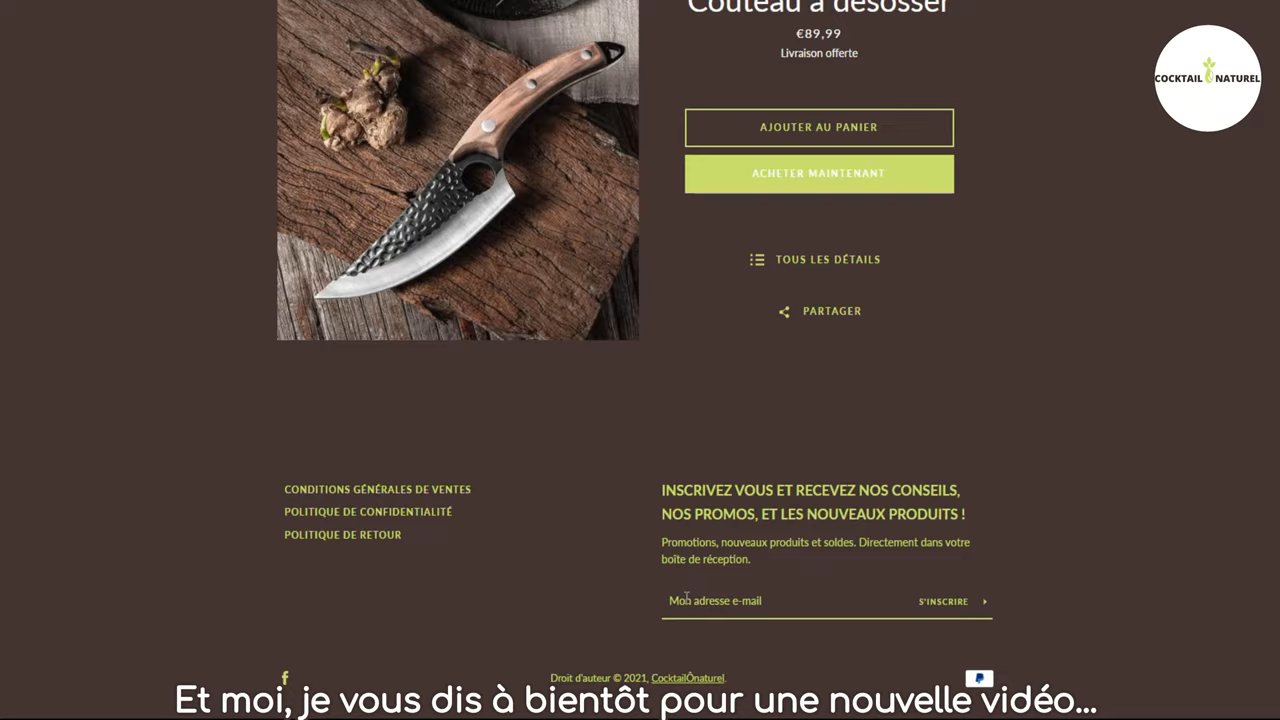 Couteau à désosser
€89,99
Livraison offerte
COCKTAIL NATUREL
AJOUTER AU PANIER
ACHETER MAINTENANT
TOUS LES DÉTAILS
PARTAGER
CONDITIONS GÉNÉRALES DE VENTES
POLITIQUE DE CONFIDENTIALITÉ
POLITIQUE DE RETOUR
INSCRIVEZ VOUS ET RECEVEZ NOS CONSEILS,
NOS PROMOS, ET LES NOUVEAUX PRODUITS !
Promotions, nouveaux produits et soldes. Directement dans votre
boîte de réception.
Mon adresse e-mail
S'INSCRIRE
Droit d'auteur © 2021, CocktailÔnaturel.
Et moi, je vous dis à bientôt pour une nouvelle vidéo...